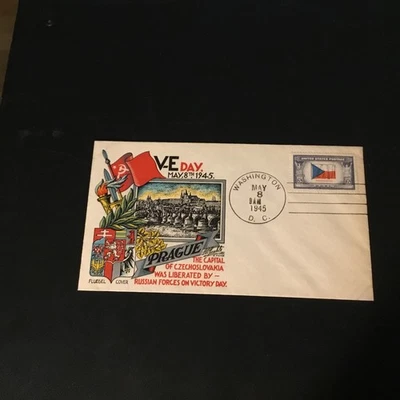 V-E DAY.
MAY. 8TH 1945.
PRAGUE
THE CAPITAL
OF CZECHOSLOVAKIA
WAS LIBERATED BY —
RUSSIAN FORCES ON VICTORY DAY.
FLUEGEL COVER
WASHINGTON
MAY
8
1945
D. C.
UNITED STATES POSTAGE